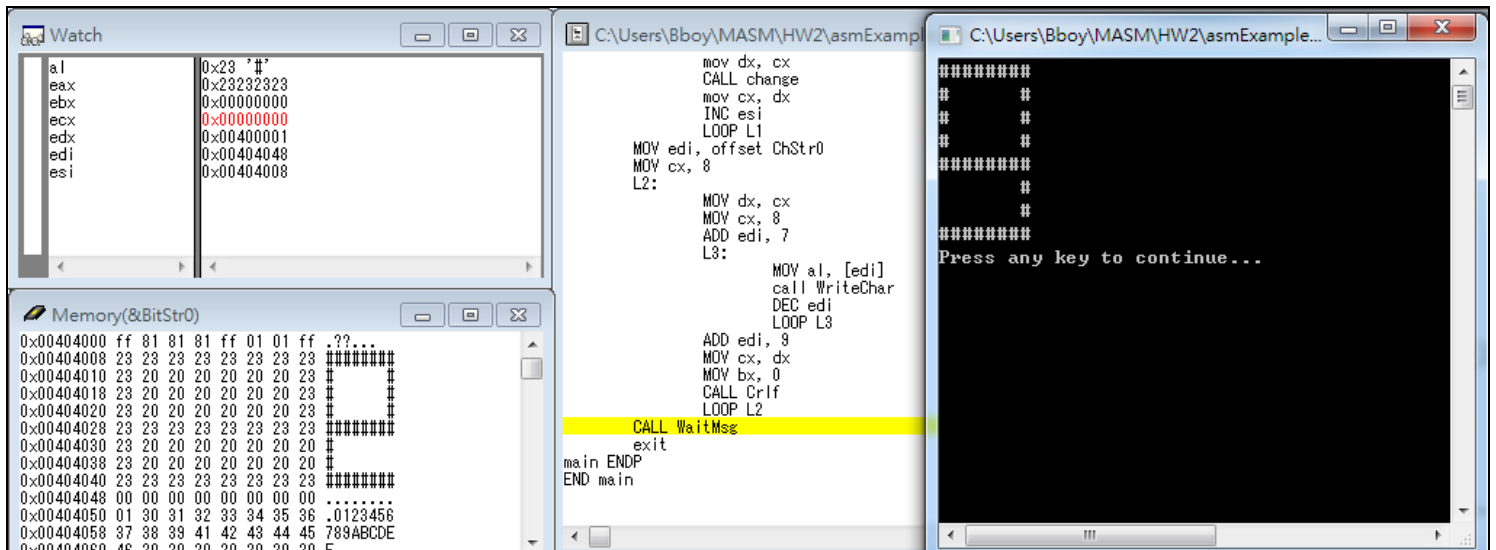 Watch
al 0x23 '#'
eax 0x23232323
ebx 0x00000000
ecx 0x00000000
edx 0x00400001
edi 0x00404048
esi 0x00404008
Memory(&BitStr0)
0x00404000 ff 81 81 81 ff 01 01 ff .??...
0x00404008 23 23 23 23 23 23 23 23 ########
0x00404010 23 20 20 20 20 20 20 23 #      #
0x00404018 23 20 20 20 20 20 20 23 #      #
0x00404020 23 20 20 20 20 20 20 23 #      #
0x00404028 23 23 23 23 23 23 23 23 ########
0x00404030 23 20 20 20 20 20 20 20 #
0x00404038 23 20 20 20 20 20 20 20 #
0x00404040 23 23 23 23 23 23 23 23 ########
0x00404048 00 00 00 00 00 00 00 00 ........
0x00404050 01 30 31 32 33 34 35 36 .0123456
0x00404058 37 38 39 41 42 43 44 45 789ABCDE
C:\Users\Bboy\MASM\HW2\asmExampl
mov dx, cx
CALL change
mov cx, dx
INC esi
LOOP L1
MOV edi, offset ChStr0
MOV cx, 8
L2:
MOV dx, cx
MOV cx, 8
ADD edi, 7
L3:
MOV al, [edi]
call WriteChar
DEC edi
LOOP L3
ADD edi, 9
MOV cx, dx
MOV bx, 0
CALL Crlf
LOOP L2
CALL WaitMsg
exit
main ENDP
END main
C:\Users\Bboy\MASM\HW2\asmExample...
########
#      #
#      #
#      #
########
       #
       #
########
Press any key to continue...